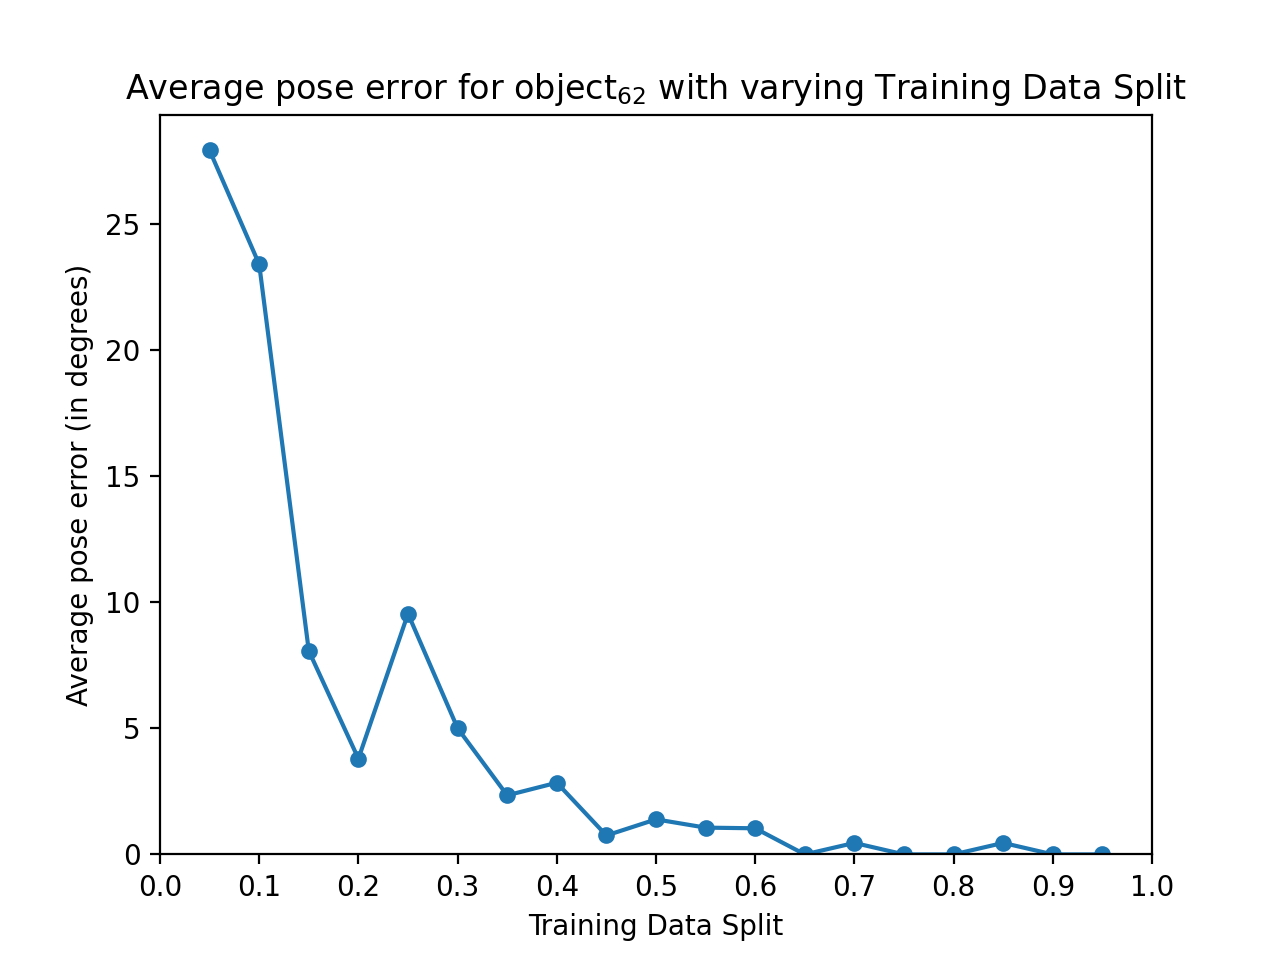 Average pose error for object₆₂ with varying Training Data Split
Average pose error (in degrees)
25
20
15
10
5
0
0.0 0.1 0.2 0.3 0.4 0.5 0.6 0.7 0.8 0.9 1.0
Training Data Split